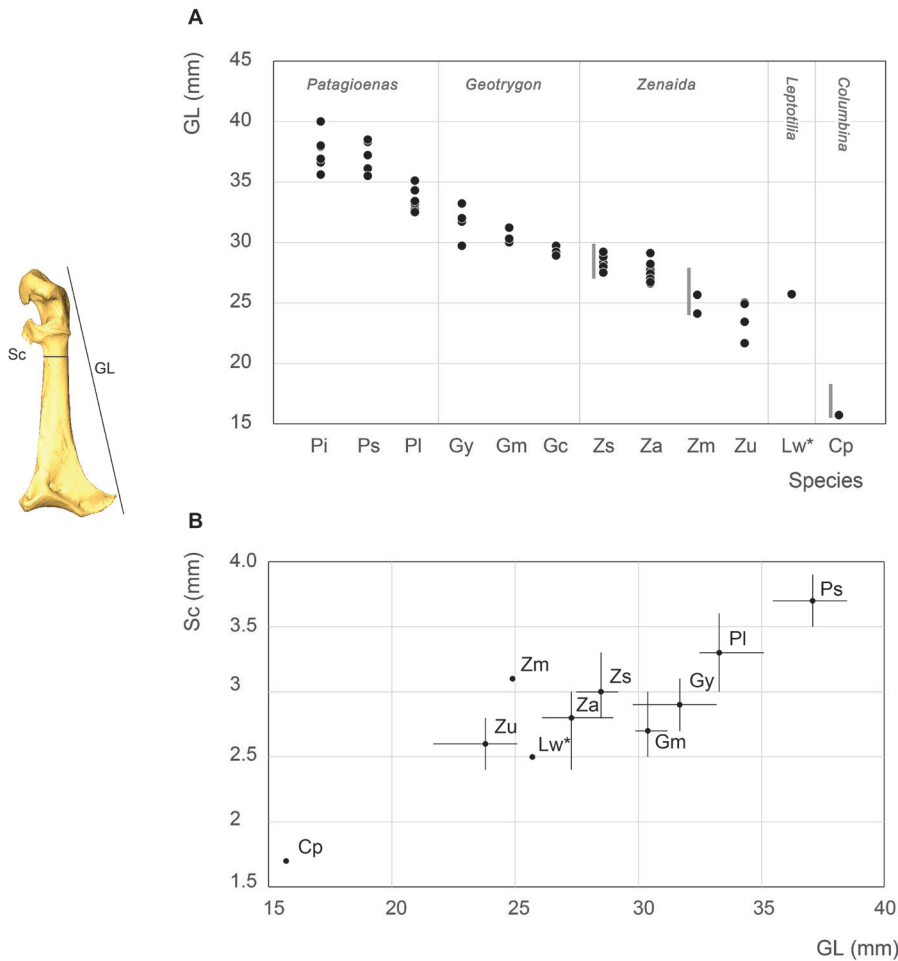 A
GL (mm)
45
40
35
30
25
20
15
Patagioenas Geotrygon Zenaida Leptotilia Columbina
Pi Ps Pl Gy Gm Gc Zs Za Zm Zu Lw* Cp
Species
Sc
GL
B
Sc (mm)
4.0
3.5
3
2.5
2
1.5
Ps
Pl
Zm
Zs
Gy
Za
Zu
Lw*
Gm
Cp
15 20 25 30 35 40
GL (mm)